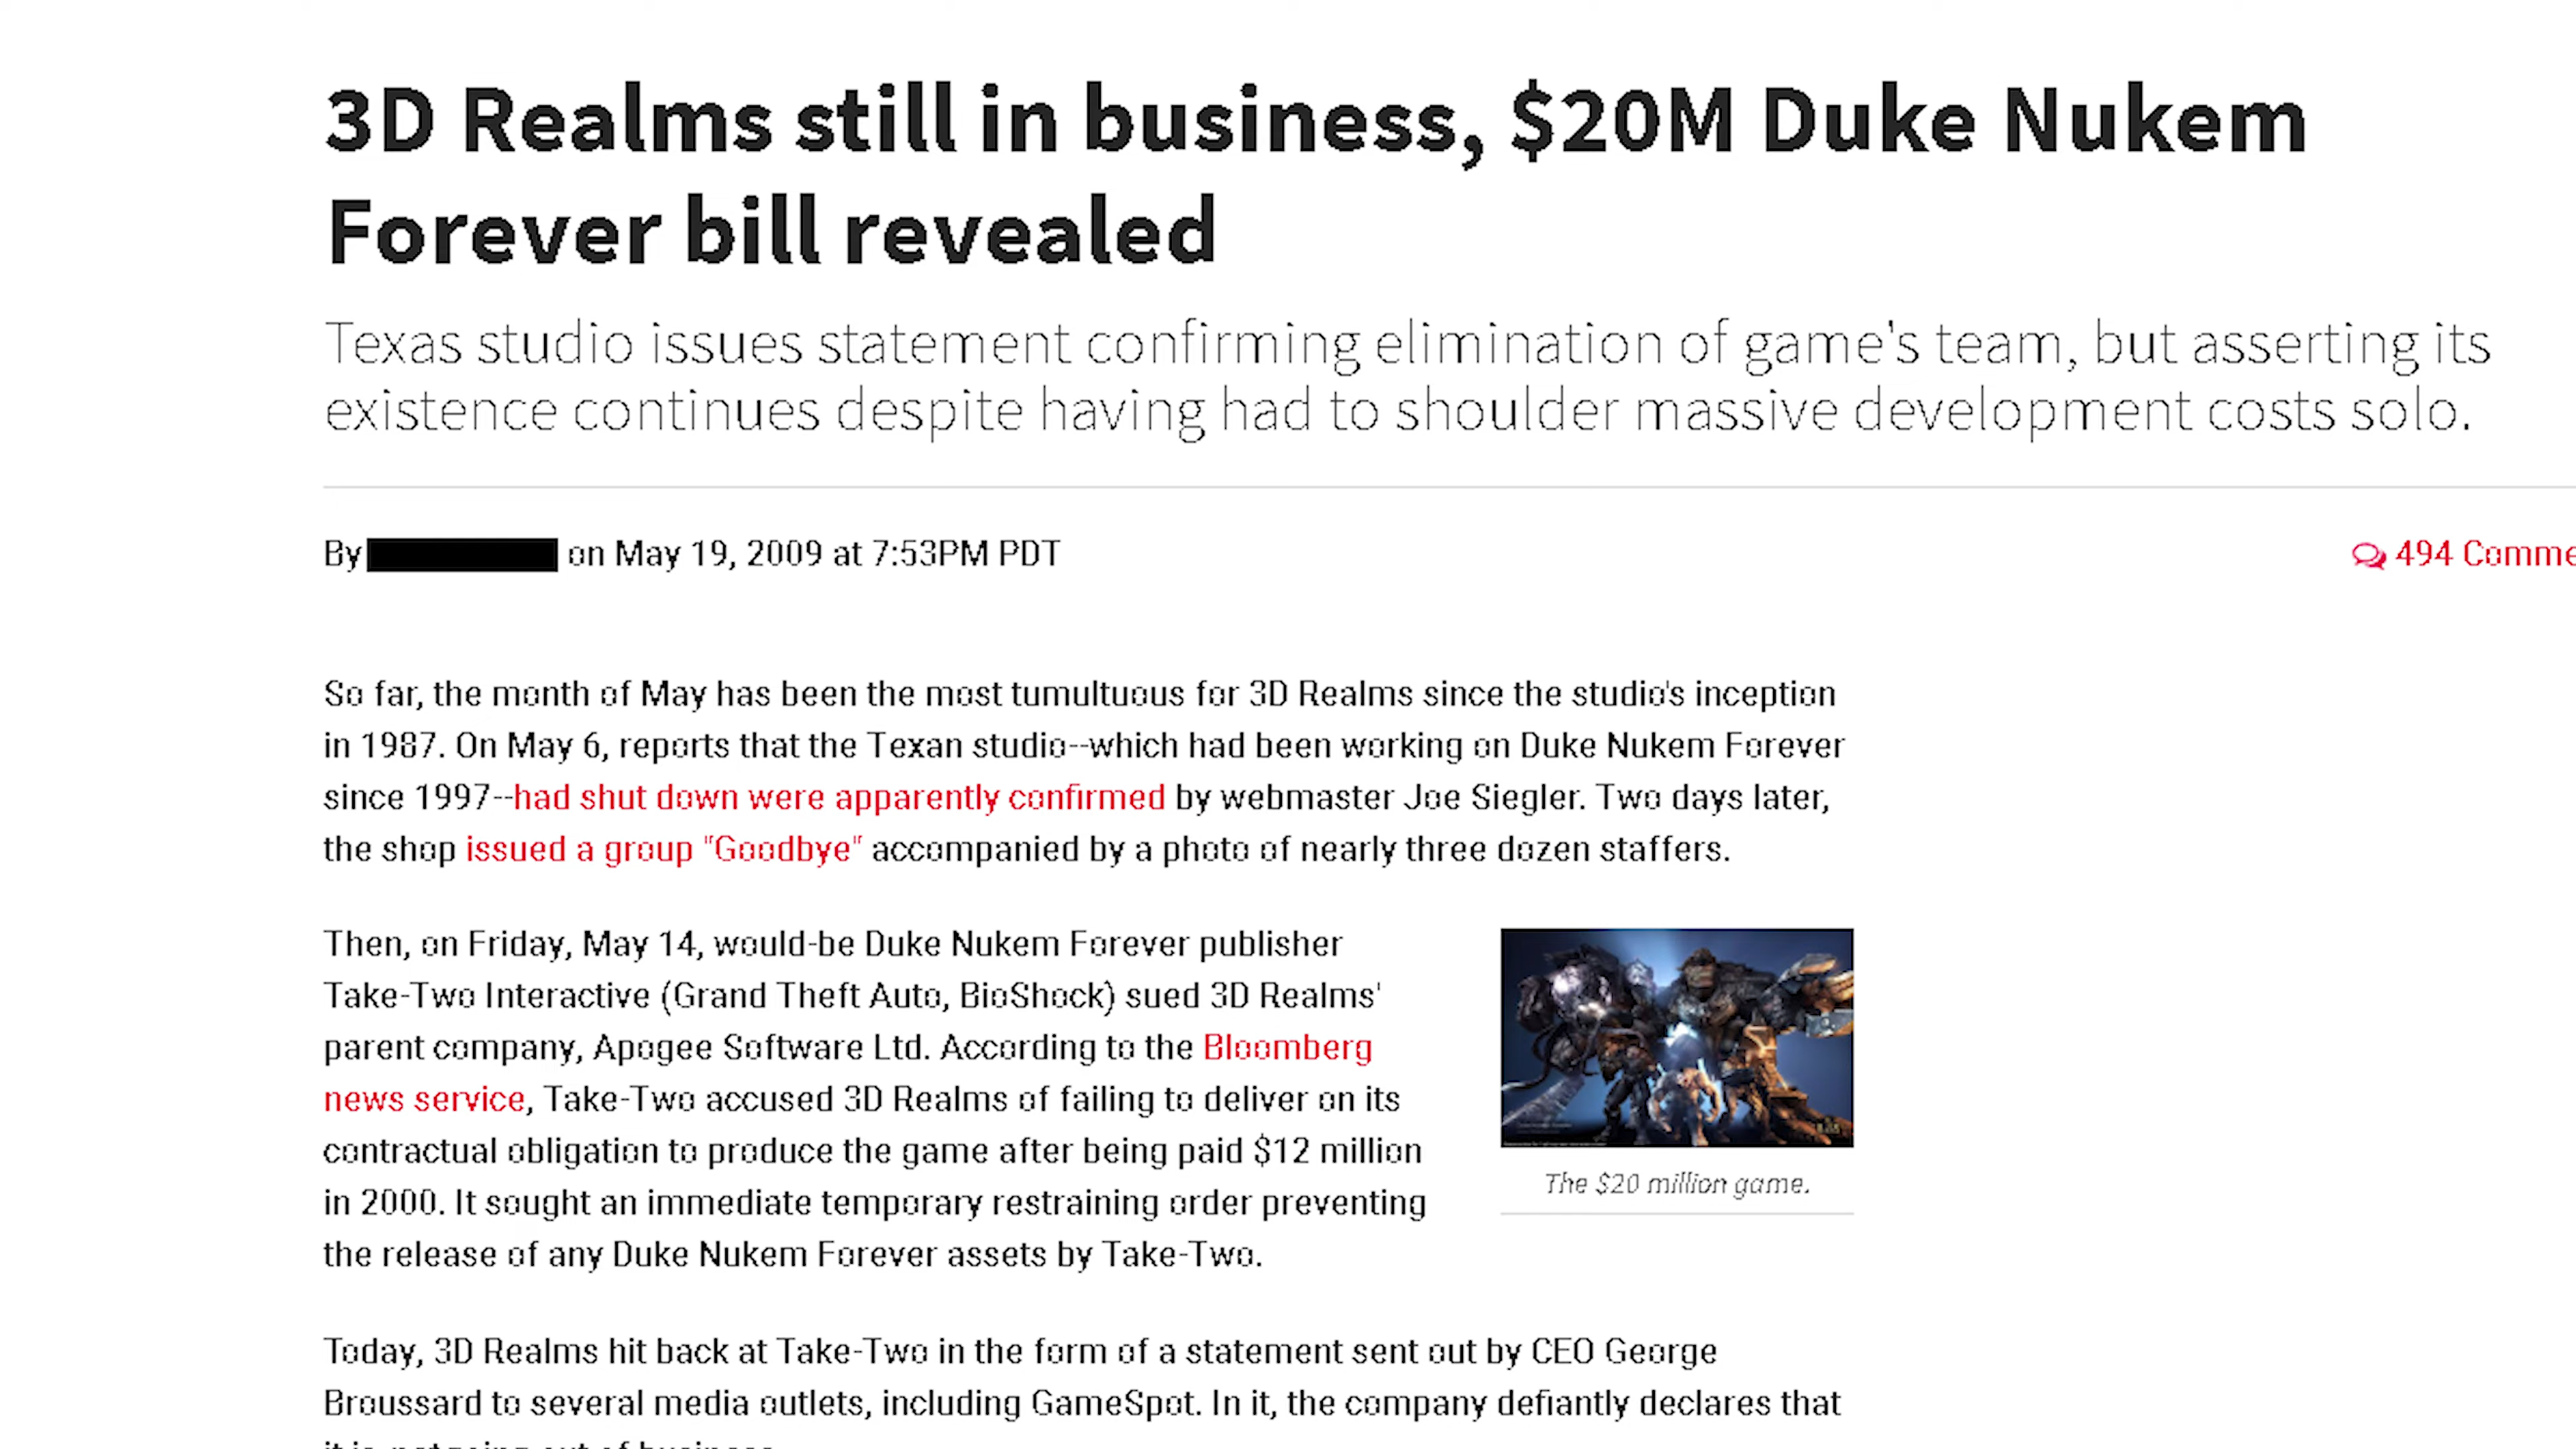 3D Realms still in business, $20M Duke Nukem
Forever bill revealed
Texas studio issues statement confirming elimination of game's team, but asserting its
existence continues despite having had to shoulder massive development costs solo.
By on May 19, 2009 at 7:53PM PDT
494
So far, the month of May has been the most tumultuous for 3D Realms since the studio's inception
in 1987. On May 6, reports that the Texan studio--which had been working on Duke Nukem Forever
since 1997--had shut down were apparently confirmed by webmaster Joe Siegler. Two days later,
the shop issued a group "Goodbye" accompanied by a photo of nearly three dozen staffers.
Then, on Friday, May 14, would-be Duke Nukem Forever publisher
Take-Two Interactive (Grand Theft Auto, BioShock) sued 3D Realms'
parent company, Apogee Software Ltd. According to the Bloomberg
news service, Take-Two accused 3D Realms of failing to deliver on its
contractual obligation to produce the game after being paid $12 million
in 2000. It sought an immediate temporary restraining order preventing
the release of any Duke Nukem Forever assets by Take-Two.
The $20 million game.
Today, 3D Realms hit back at Take-Two in the form of a statement sent out by CEO George
Broussard to several media outlets, including GameSpot. In it, the company defiantly declares that